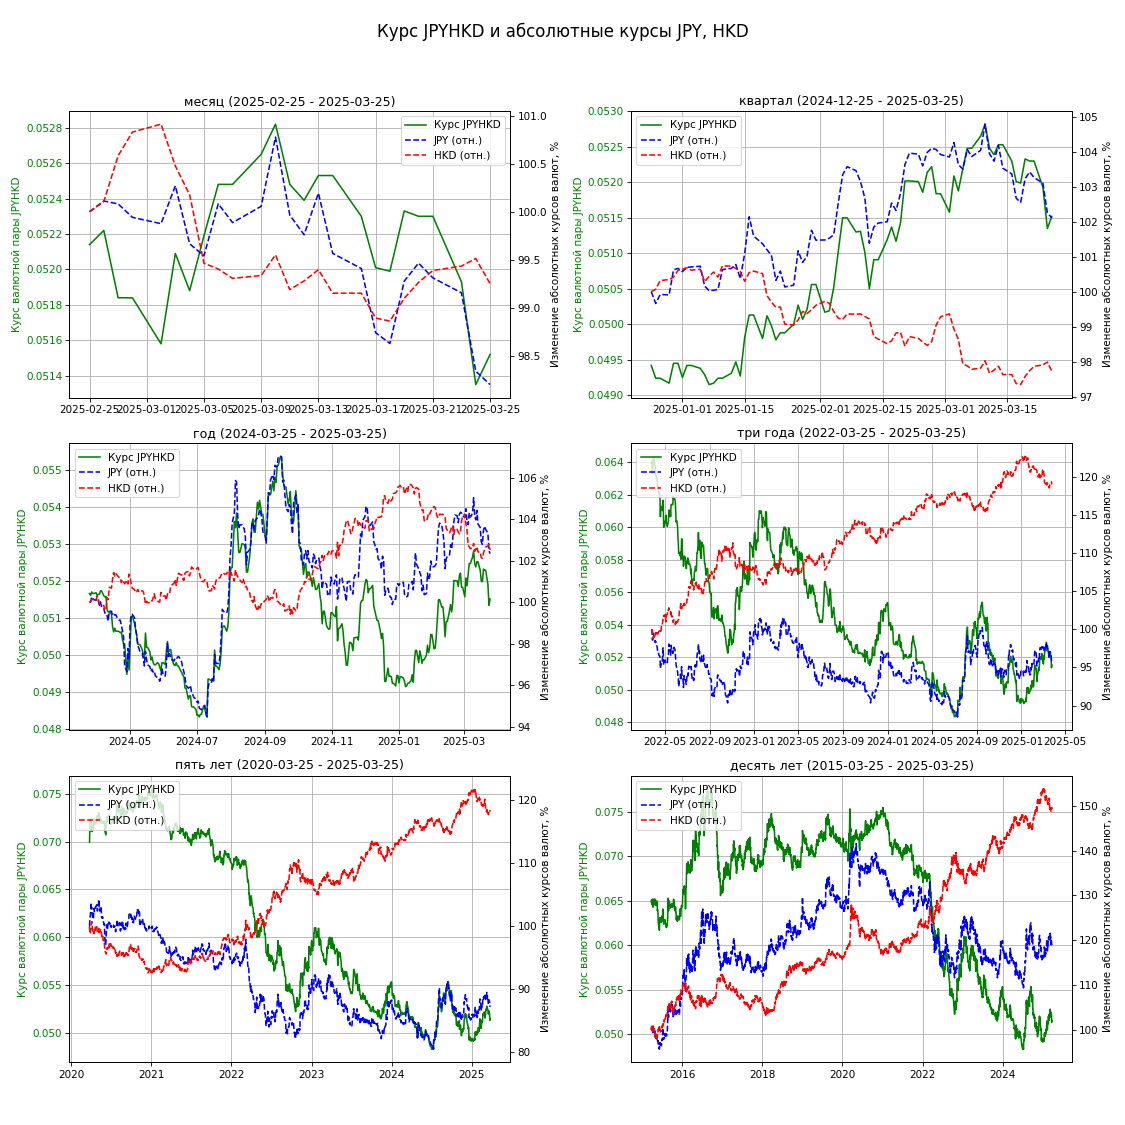 Курс JPYHKD и абсолютные курсы JPY, HKD
месяц (2025-02-25 - 2025-03-25)
Курс валютной пары JPYHKD
0.0528
0.0526
0.0524
0.0522
0.0520
0.0518
0.0516
0.0514
Курс JPYHKD
JPY (отн.)
HKD (отн.)
101.0
100.5
100.0
99.5
99.0
98.5
Изменение абсолютных курсов валют, %
2025-02-25 2025-03-01 2025-03-05 2025-03-09 2025-03-13 2025-03-17 2025-03-21 2025-03-25
квартал (2024-12-25 - 2025-03-25)
Курс валютной пары JPYHKD
0.0530
0.0525
0.0520
0.0515
0.0510
0.0505
0.0500
0.0495
0.0490
Курс JPYHKD
JPY (отн.)
HKD (отн.)
105
104
103
102
101
100
99
98
97
Изменение абсолютных курсов валют, %
2025-01-01 2025-01-15 2025-02-01 2025-02-15 2025-03-01 2025-03-15
год (2024-03-25 - 2025-03-25)
Курс валютной пары JPYHKD
0.055
0.054
0.053
0.052
0.051
0.050
0.049
0.048
Курс JPYHKD
JPY (отн.)
HKD (отн.)
106
104
102
100
98
96
94
Изменение абсолютных курсов валют, %
2024-05 2024-07 2024-09 2024-11 2025-01 2025-03
три года (2022-03-25 - 2025-03-25)
Курс валютной пары JPYHKD
0.064
0.062
0.060
0.058
0.056
0.054
0.052
0.050
0.048
Курс JPYHKD
JPY (отн.)
HKD (отн.)
120
115
110
105
100
95
90
Изменение абсолютных курсов валют, %
2022-05 2022-09 2023-01 2023-05 2023-09 2024-01 2024-05 2024-09 2025-01 2025-05
пять лет (2020-03-25 - 2025-03-25)
Курс валютной пары JPYHKD
0.075
0.070
0.065
0.060
0.055
0.050
Курс JPYHKD
JPY (отн.)
HKD (отн.)
120
110
100
90
80
Изменение абсолютных курсов валют, %
2020 2021 2022 2023 2024 2025
десять лет (2015-03-25 - 2025-03-25)
Курс валютной пары JPYHKD
0.075
0.070
0.065
0.060
0.055
0.050
Курс JPYHKD
JPY (отн.)
HKD (отн.)
150
140
130
120
110
100
Изменение абсолютных курсов валют, %
2016 2018 2020 2022 2024